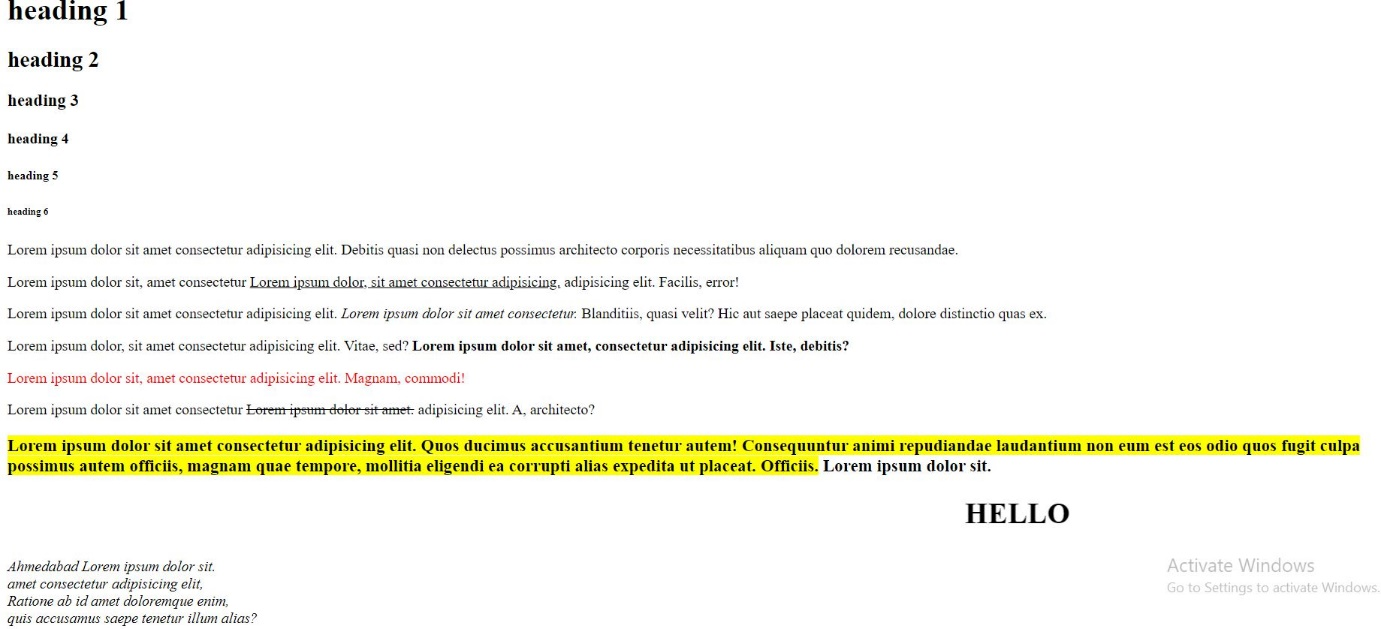 heading 1
heading 2
heading 3
heading 4
heading 5
heading 6
Lorem ipsum dolor sit amet consectetur adipisicing elit. Debitis quasi non delectus possimus architecto corporis necessitatibus aliquam quo dolorem recusandae.
Lorem ipsum dolor sit, amet consectetur Lorem ipsum dolor, sit amet consectetur adipisicing, adipisicing elit. Facilis, error!
Lorem ipsum dolor sit amet consectetur adipisicing elit. Lorem ipsum dolor sit amet consectetur. Blanditiis, quasi velit? Hic aut saepe placeat quidem, dolore distinctio quas ex.
Lorem ipsum dolor, sit amet consectetur adipisicing elit. Vitae, sed? Lorem ipsum dolor sit amet, consectetur adipisicing elit. Iste, debitis?
Lorem ipsum dolor sit, amet consectetur adipisicing elit. Magnam, commodi!
Lorem ipsum dolor sit amet consectetur Lorem ipsum dolor sit amet. adipisicing elit. A, architecto?
Lorem ipsum dolor sit amet consectetur adipisicing elit. Quos ducimus accusantium tenetur autem! Consequuntur animi repudiandae laudantium non eum est eos odio quos fugit culpa
possimus autem officiis, magnam quae tempore, mollitia eligendi ea corrupti alias expedita ut placeat. Officiis. Lorem ipsum dolor sit.
HELLO
Ahmedabad Lorem ipsum dolor sit.
amet consectetur adipisicing elit,
Ratione ab id amet doloremque enim,
quis accusamus saepe tenetur illum alias?
Activate Windows
Go to Settings to activate Windows.